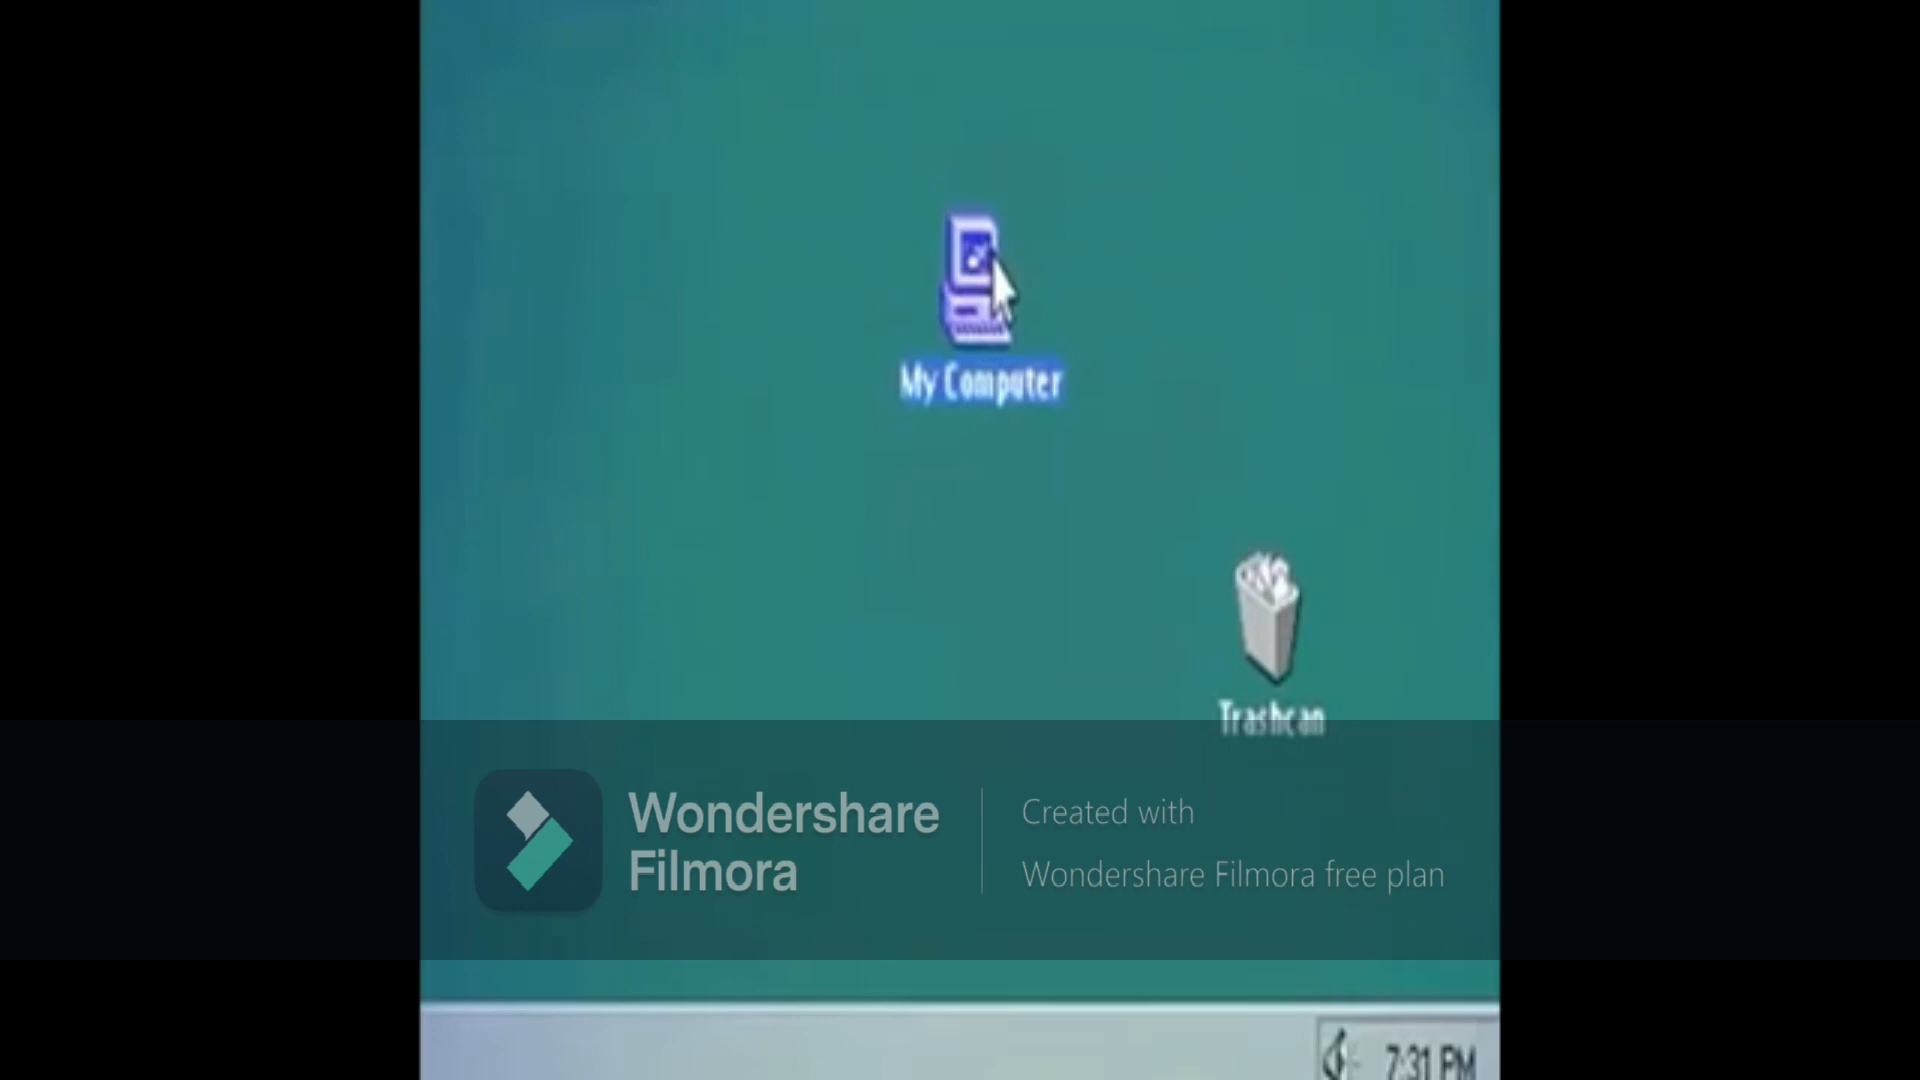 My Computer
Trashcan
Wondershare
Filmora
Created with
Wondershare Filmora free plan
7:31 PM